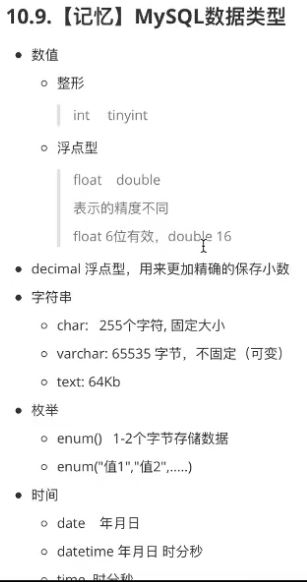 10.9.【记忆】MySQL数据类型
数值
整形
int tinyint
浮点型
float double
表示的精度不同
float 6位有效，double 16
decimal 浮点型，用来更加精确的保存小数
字符串
char: 255个字符, 固定大小
varchar: 65535 字节，不固定（可变）
text: 64Kb
枚举
enum() 1-2个字节存储数据
enum("值1","值2",.....)
时间
date 年月日
datetime 年月日 时分秒
time 时分秒